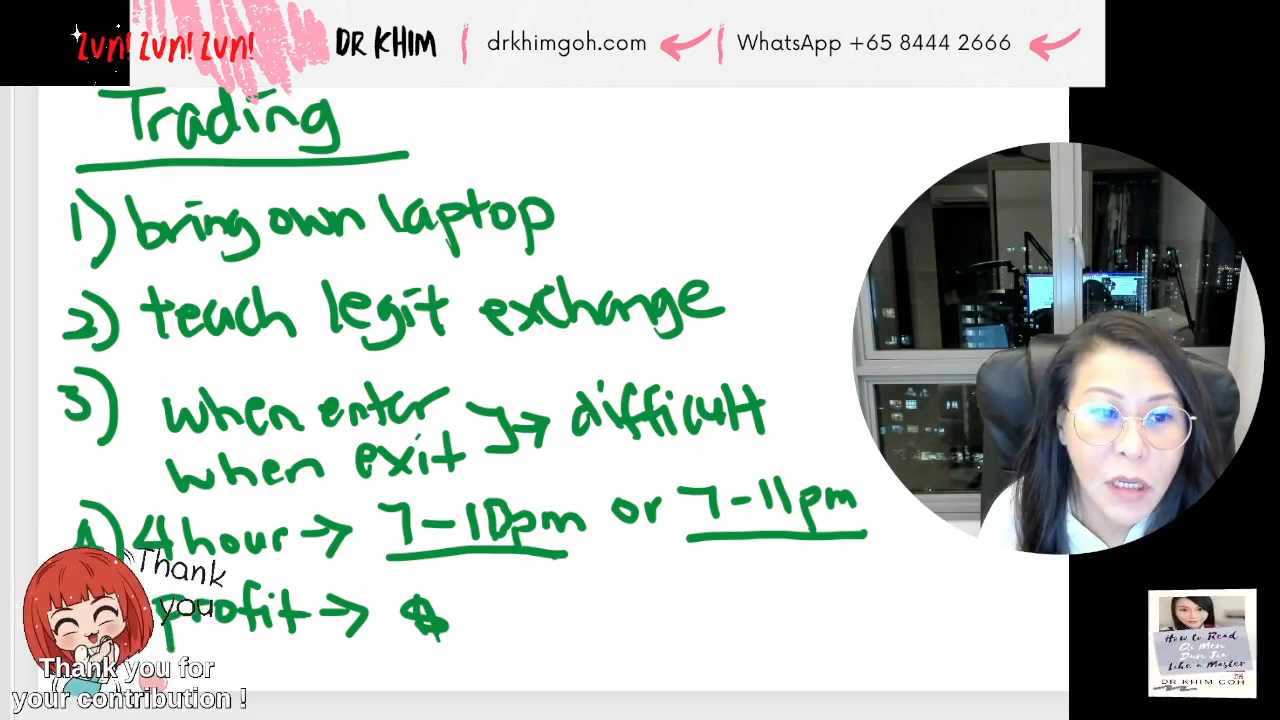 zun! zun! zun! DR KHIM drkhimgoh.com WhatsApp +65 8444 2666
Trading
1) bring own laptop
2) teach legit exchange
3) when enter
when exit → difficult
4) 4 hour → 7-10pm or 7-11pm
profit → $
Thank you
Thank you for
your contribution !
How to Read
Qi Men
Dun Jia
Like a Master
DR KHIM GOH